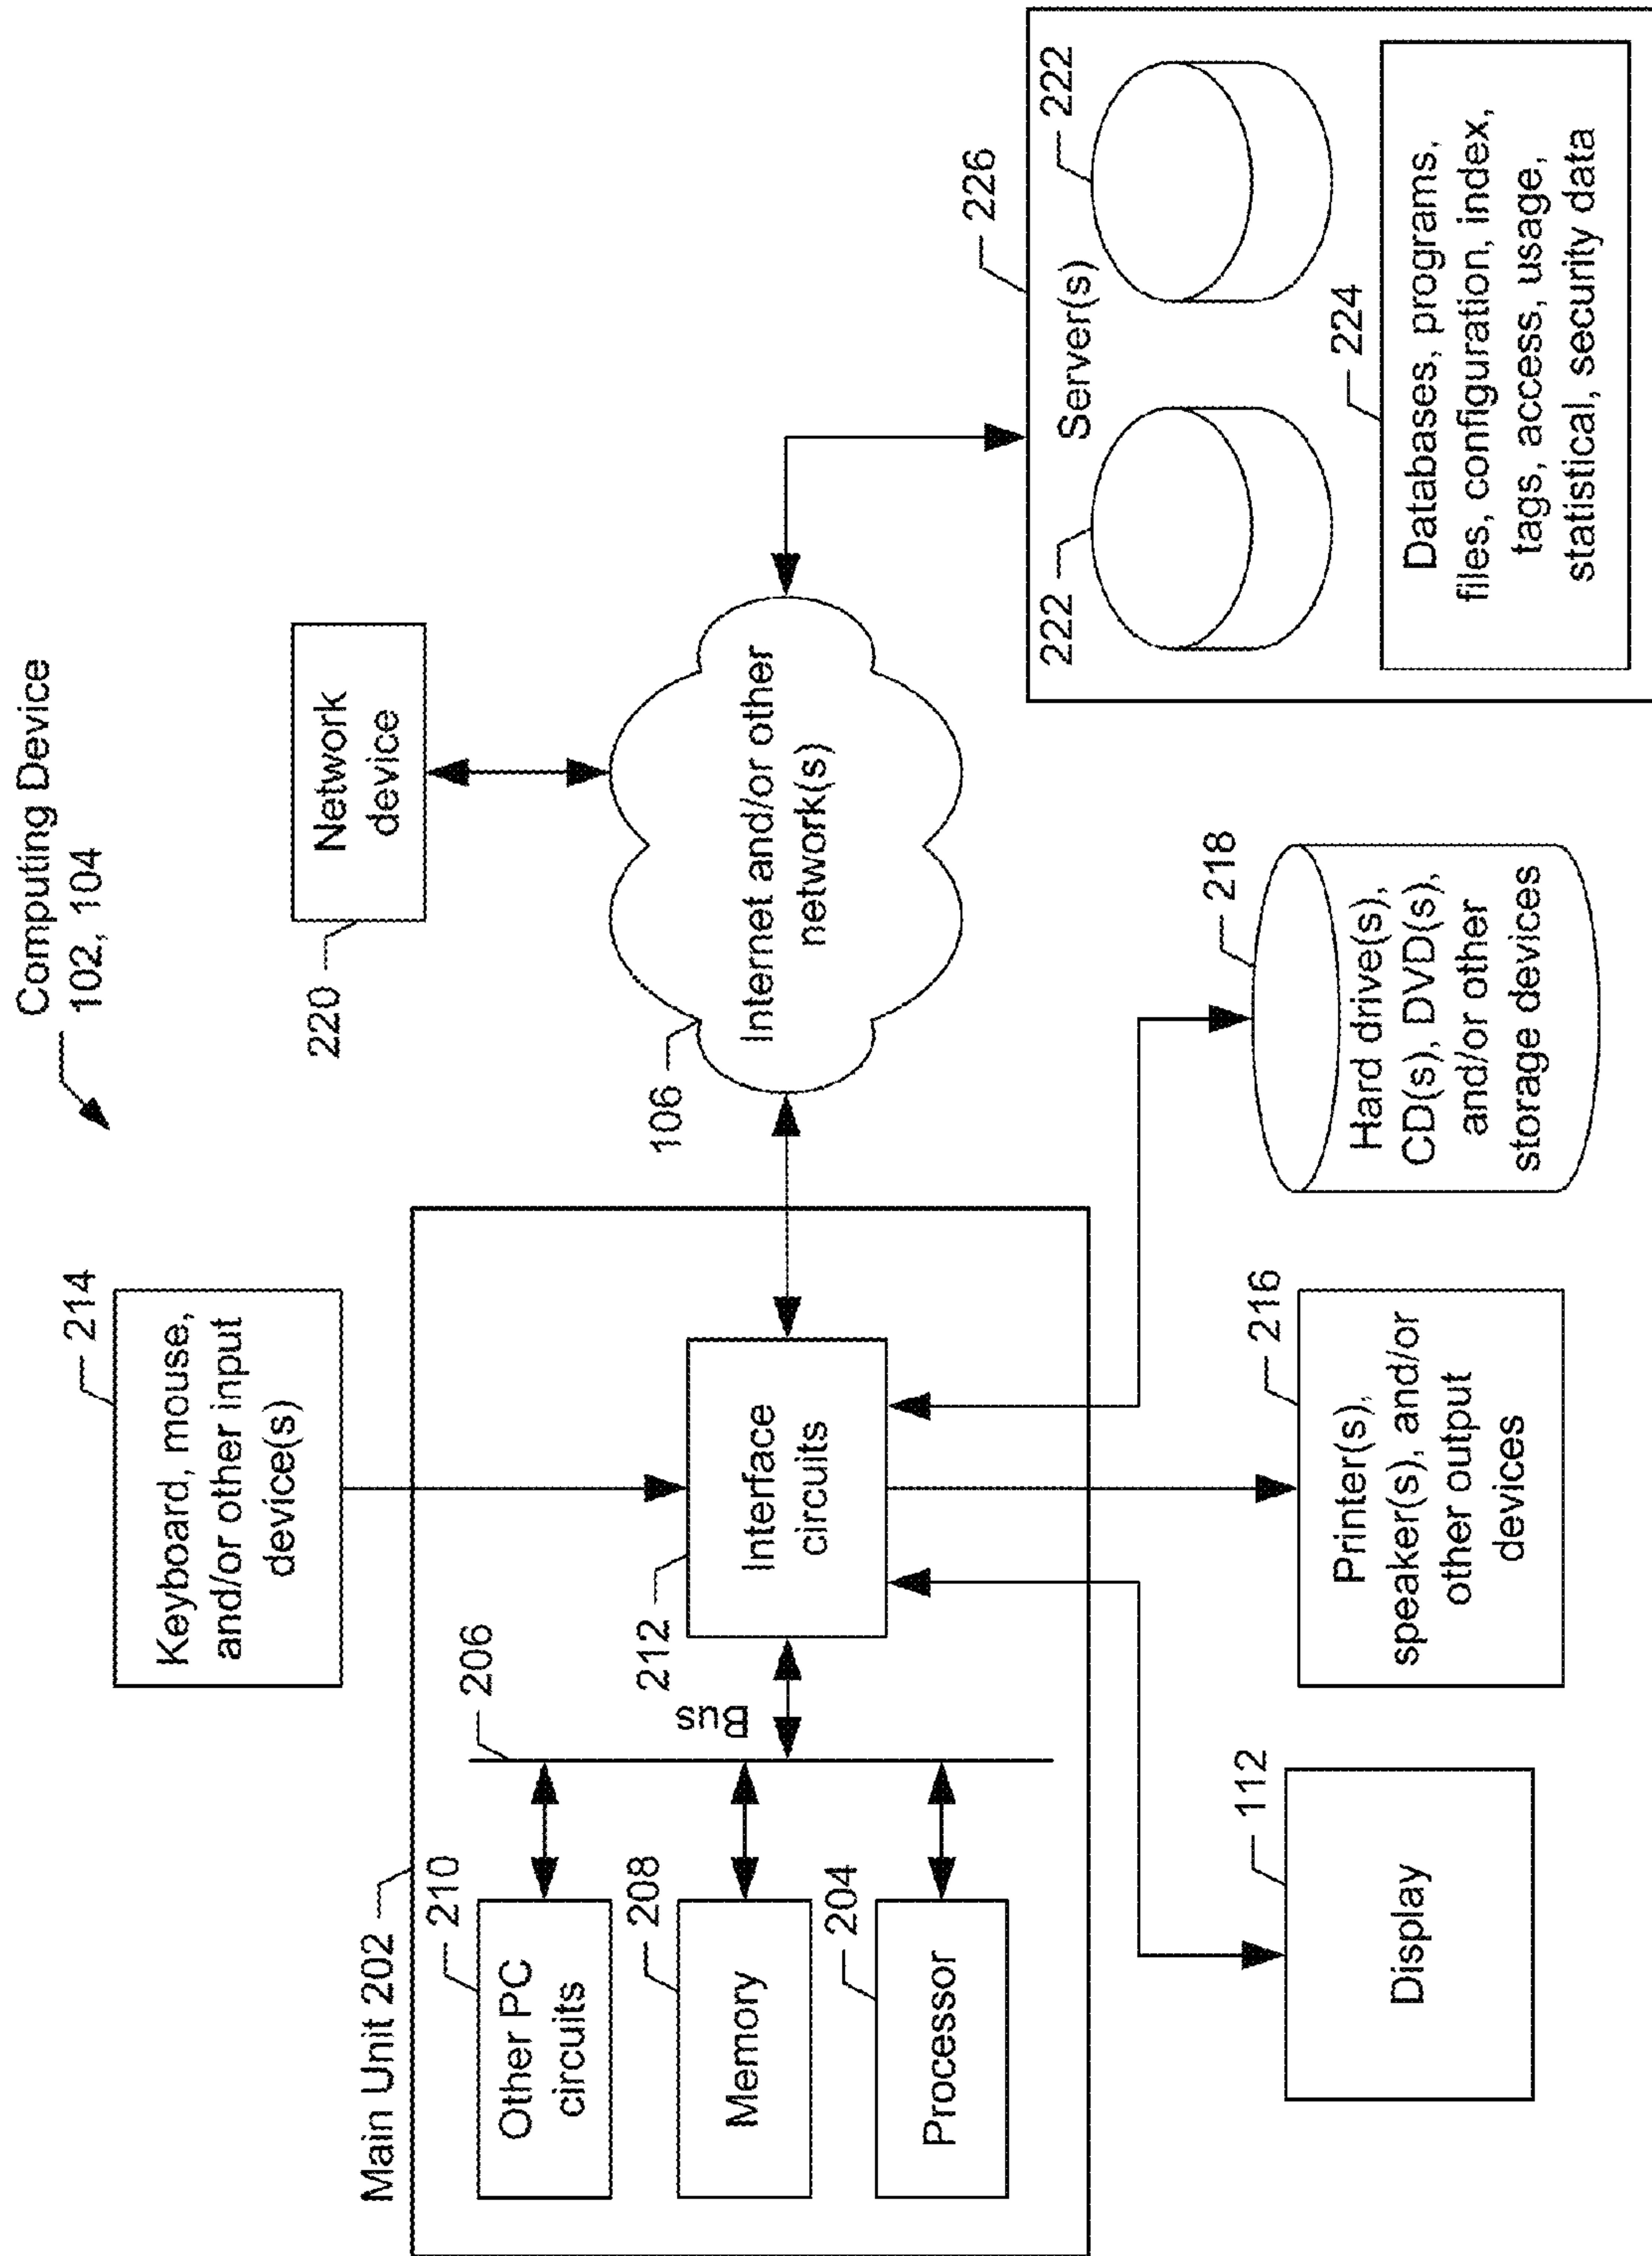 Computing Device
102, 104
214
Keyboard, mouse,
and/or other input
device(s)
220
Network
device
Main Unit 202
210
Other PC
circuits
208
Memory
204
Processor
206
Bus
212
Interface
circuits
106
Internet and/or other
network(s)
226
Server(s)
222
222
224
Databases, programs,
files, configuration, index,
tags, access, usage,
statistical, security data
112
Display
216
Printer(s),
speaker(s), and/or
other output
devices
218
Hard drive(s),
CD(s), DVD(s),
and/or other
storage devices